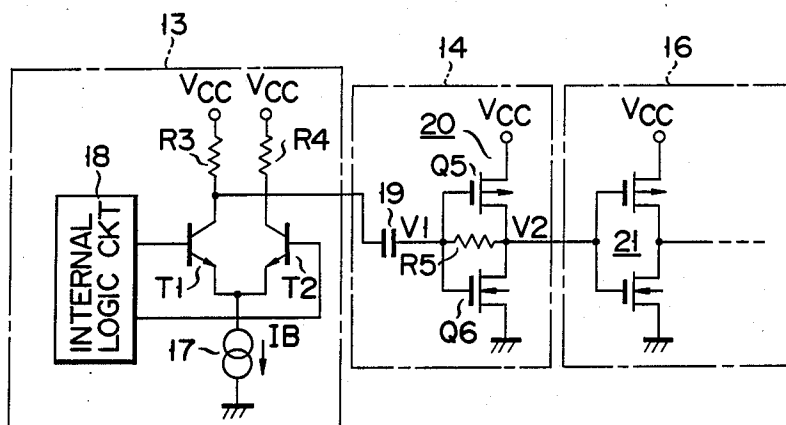 13
14
16
VCC
VCC
VCC
VCC
R3
R4
20
Q5
18
19
INTERNAL
LOGIC CKT
V1
V2
R5
21
T1
T2
Q6
17
IB